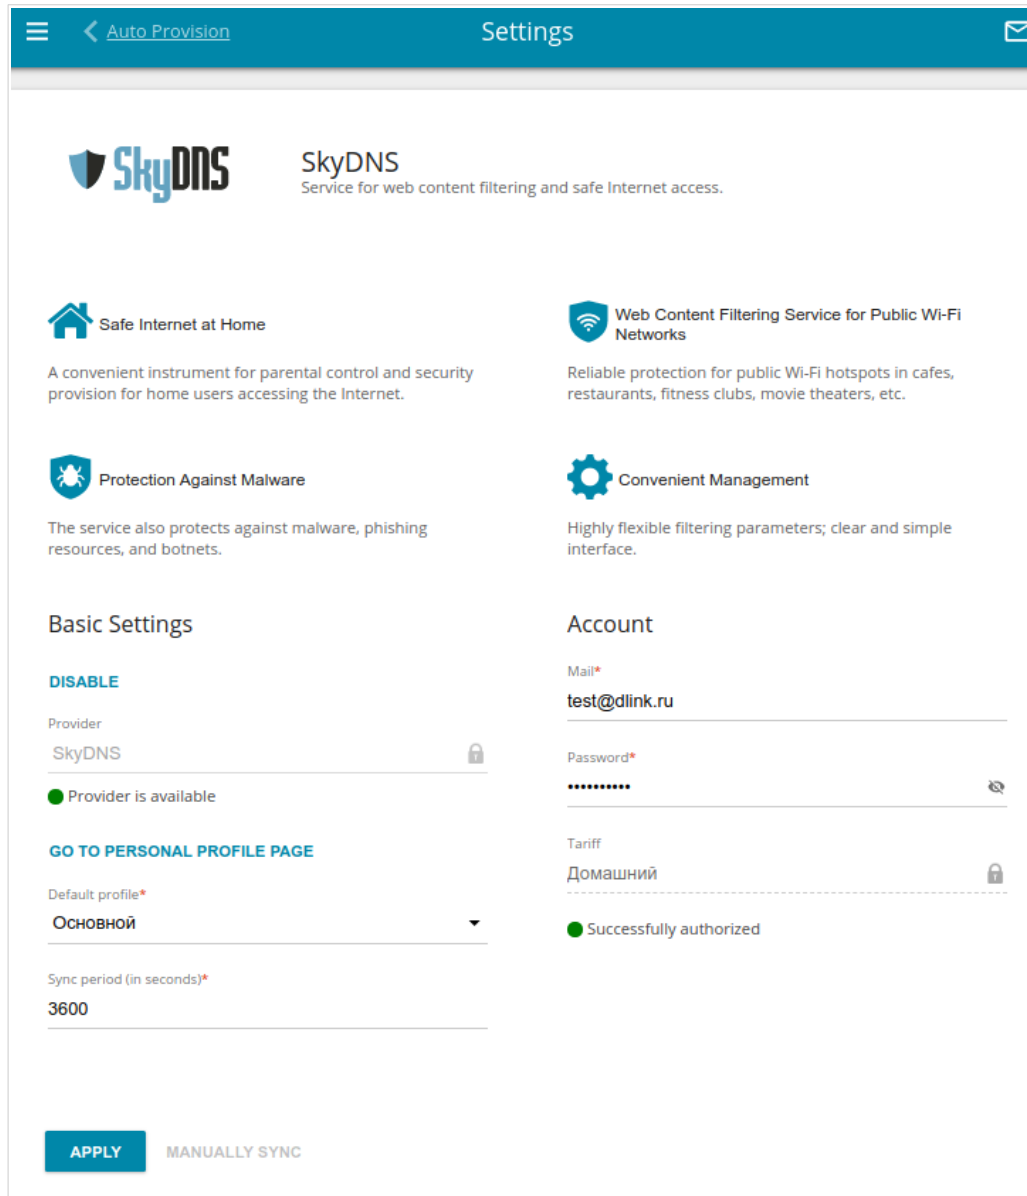 Auto Provision
Settings
SkyDNS
SkyDNS
Service for web content filtering and safe Internet access.
Safe Internet at Home
A convenient instrument for parental control and security
provision for home users accessing the Internet.
Web Content Filtering Service for Public Wi-Fi
Networks
Reliable protection for public Wi-Fi hotspots in cafes,
restaurants, fitness clubs, movie theaters, etc.
Protection Against Malware
The service also protects against malware, phishing
resources, and botnets.
Convenient Management
Highly flexible filtering parameters; clear and simple
interface.
Basic Settings
DISABLE
Provider
SkyDNS
Provider is available
GO TO PERSONAL PROFILE PAGE
Default profile*
Основной
Sync period (in seconds)*
3600
Account
Mail*
test@dlink.ru
Password*
••••••••••
Tariff
Домашний
Successfully authorized
APPLY
MANUALLY SYNC